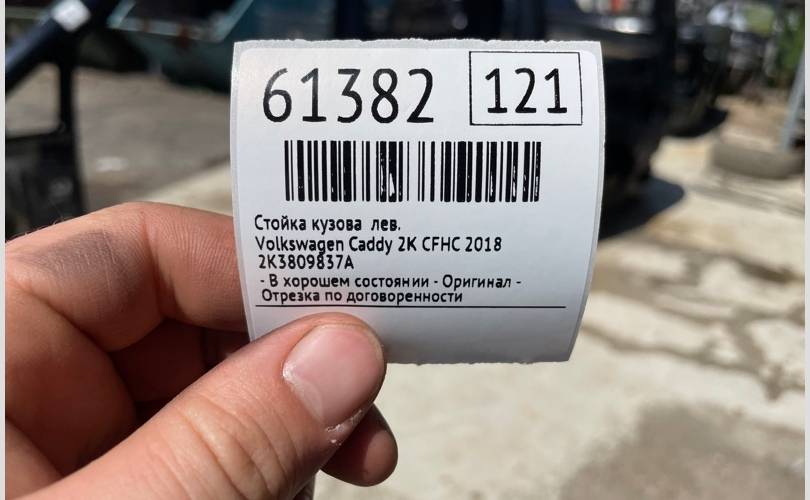 61382 121
Стойка кузова лев.
Volkswagen Caddy 2K CFHC 2018
2K3809837A
- В хорошем состоянии - Оригинал -
Отрезка по договоренности